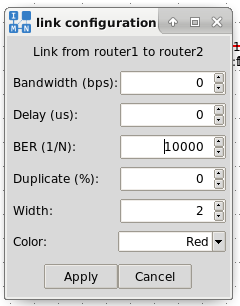 link configuration
Link from router1 to router2
Bandwidth (bps): 0
Delay (us): 0
BER (1/N): 10000
Duplicate (%): 0
Width: 2
Color: Red
Apply Cancel